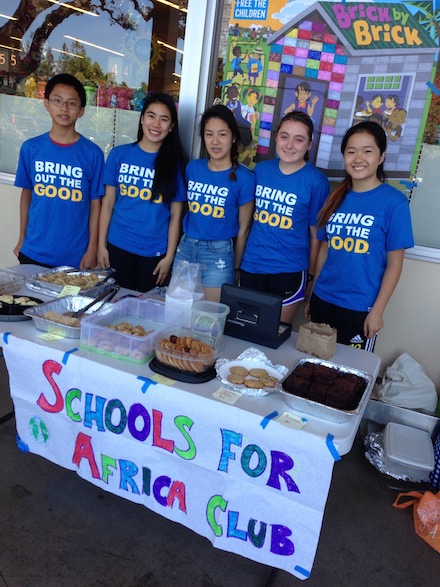 FREE THE
CHILDREN
BRICK BY
BRICK
BRING
OUT THE
GOOD.
BRING
OUT THE
GOOD.
BRING
OUT THE
GOOD.
BRING
OUT THE
GOOD.
BRING
OUT THE
GOOD.
SCHOOLS FOR
AFRICA CLUB